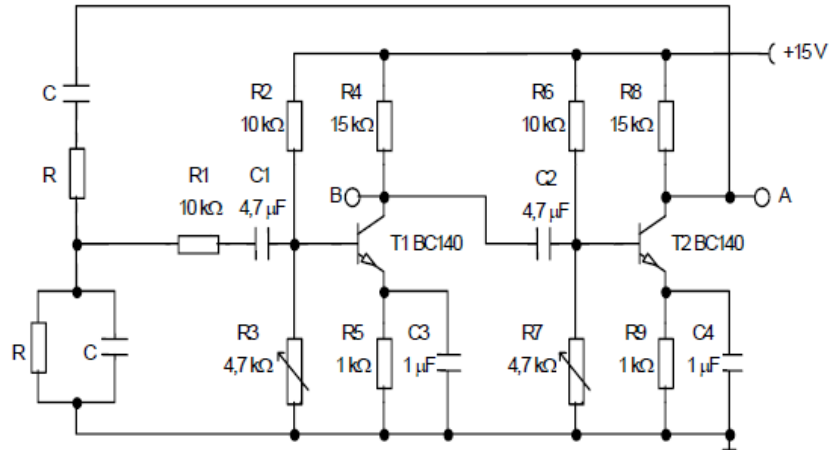 +15 V
C
R2
10 kΩ
R4
15 kΩ
R6
10 kΩ
R8
15 kΩ
R
R1
10 kΩ
C1
4,7 µF
B
C2
4,7 µF
A
T1 BC140
T2 BC140
R
C
R3
4,7 kΩ
R5
1 kΩ
C3
1 µF
R7
4,7 kΩ
R9
1 kΩ
C4
1 µF